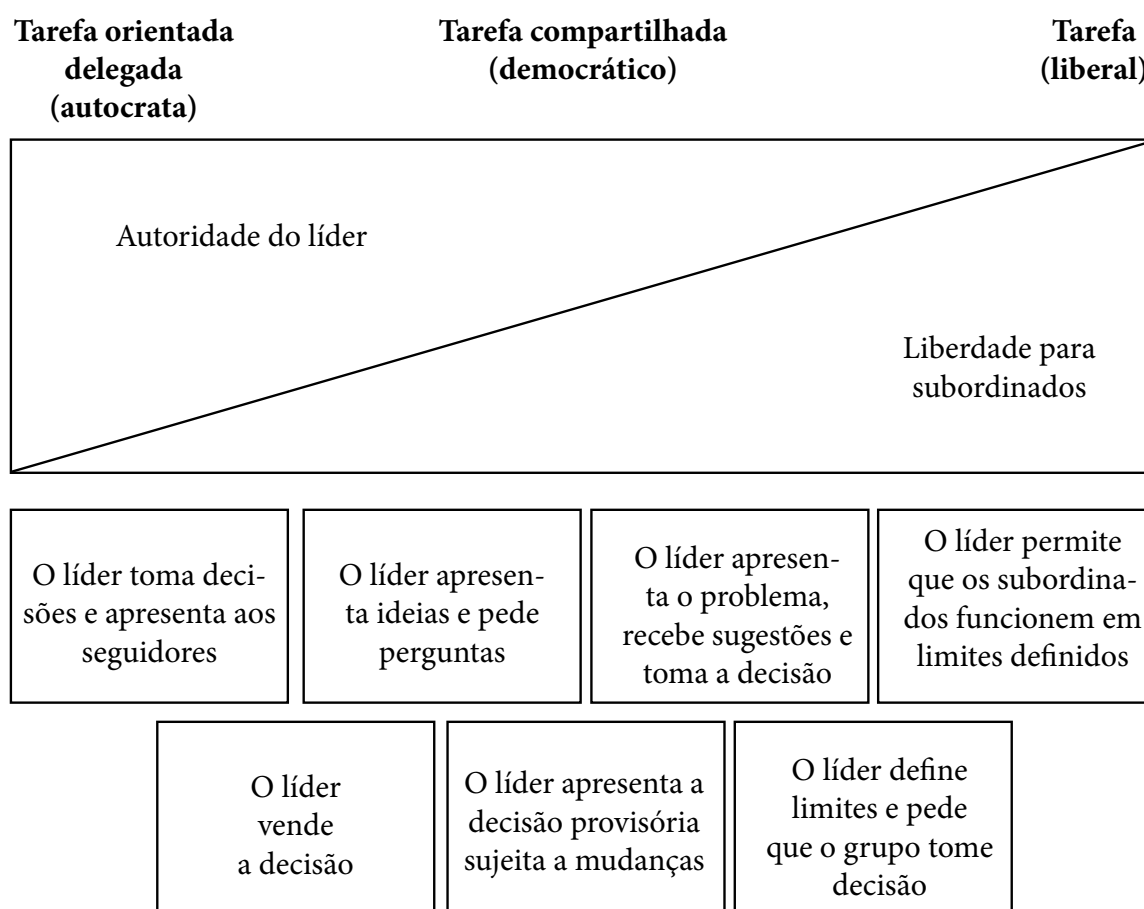 Tarefa orientada
delegada
(autocrata)
Tarefa compartilhada
(democrático)
Tarefa
(liberal)
Autoridade do líder
Liberdade para
subordinados
O líder toma deci-
sões e apresenta aos
seguidores
O líder apresen-
ta ideias e pede
perguntas
O líder apresen-
ta o problema,
recebe sugestões e
toma a decisão
O líder permite
que os subordina-
dos funcionem em
limites definidos
O líder
vende
a decisão
O líder apresenta a
decisão provisória
sujeita a mudanças
O líder define
limites e pede
que o grupo tome
decisão